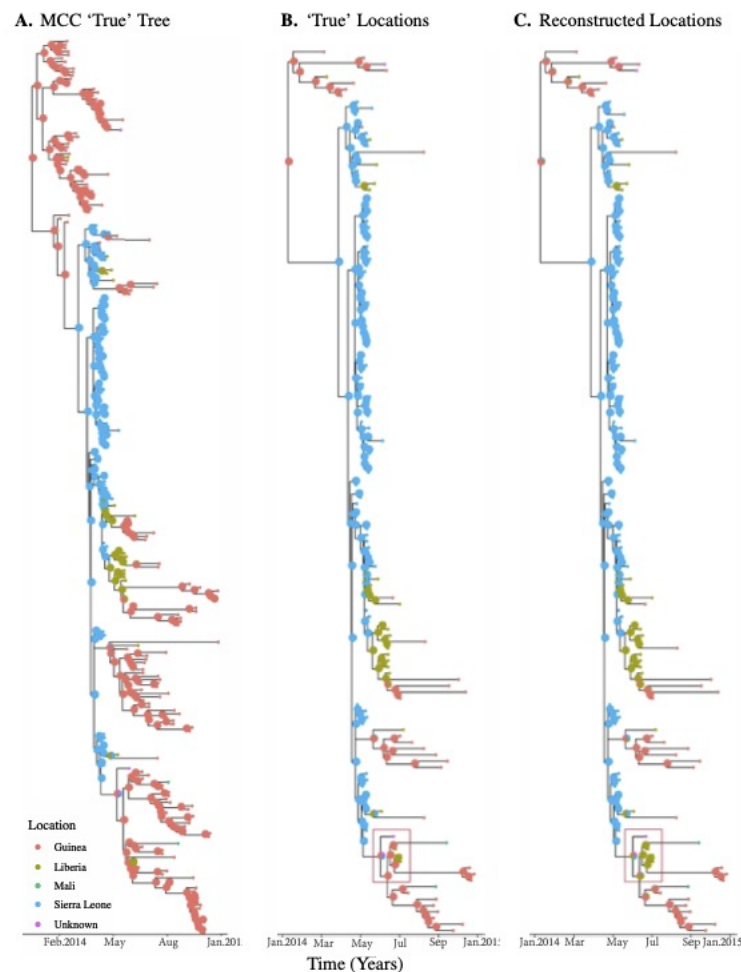 A. MCC ‘True’ Tree
B. ‘True’ Locations
C. Reconstructed Locations
Location
Guinea
Liberia
Mali
Sierra Leone
Unknown
Feb.2014 May Aug Jan.201
Jan.2014 Mar May Jul Sep Jan.201
Jan.2014 Mar May Jul Sep Jan.2015
Time (Years)